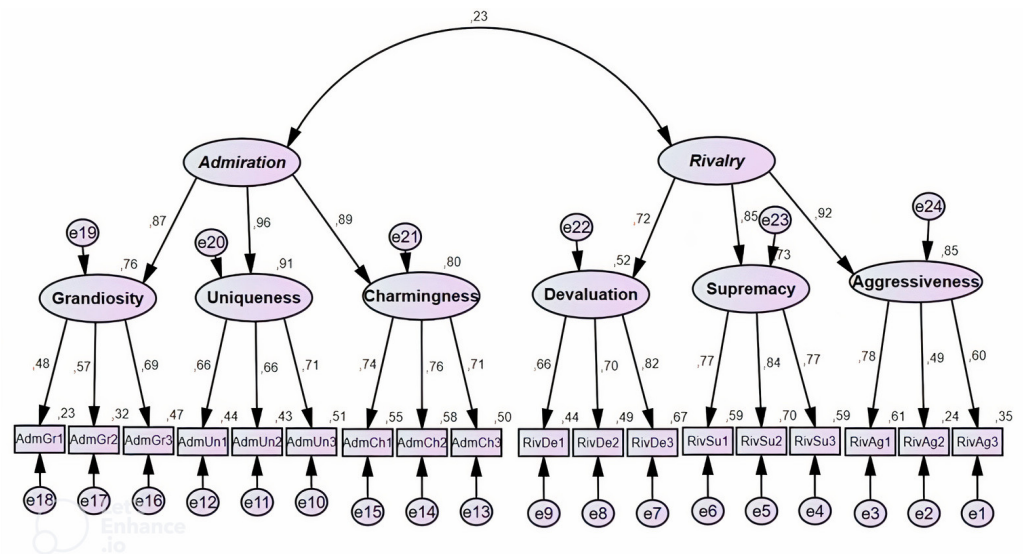 ,23
Admiration
Rivalry
,87
,96
,89
,72
,85
,92
e19
e20
e21
e22
e23
e24
,76
,91
,80
,52
,73
,85
Grandiosity
Uniqueness
Charmingness
Devaluation
Supremacy
Aggressiveness
,48
,57
,69
,66
,66
,71
,74
,76
,71
,66
,70
,82
,77
,84
,77
,78
,49
,60
,23
,32
,47
,44
,43
,51
,55
,58
,50
,44
,49
,67
,59
,70
,59
,61
,24
,35
AdmGr1
AdmGr2
AdmGr3
AdmUn1
AdmUn2
AdmUn3
AdmCh1
AdmCh2
AdmCh3
RivDe1
RivDe2
RivDe3
RivSu1
RivSu2
RivSu3
RivAg1
RivAg2
RivAg3
e18
e17
e16
e12
e11
e10
e15
e14
e13
e9
e8
e7
e6
e5
e4
e3
e2
e1
Enhance
.io